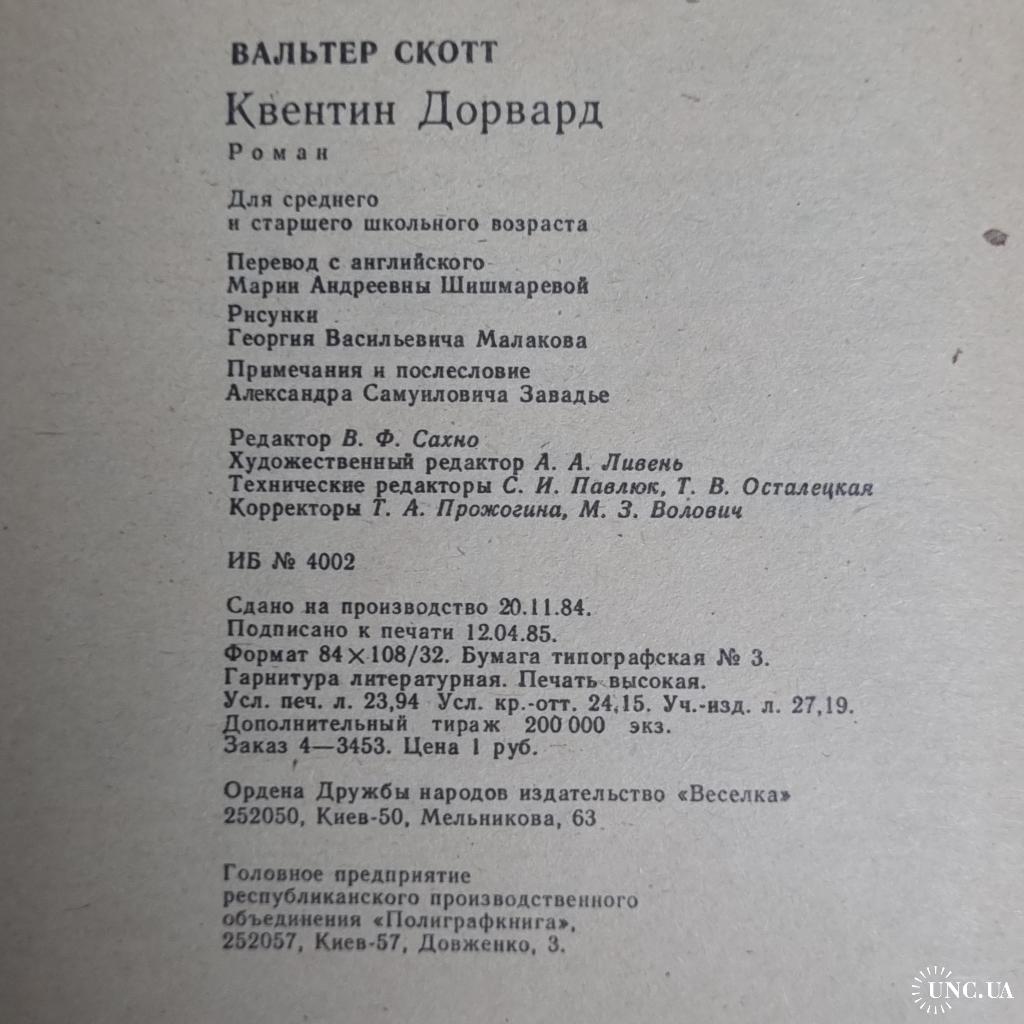 ВАЛЬТЕР СКОТТ
Квентин Дорвард
Роман
Для среднего
и старшего школьного возраста
Перевод с английского
Марии Андреевны Шишмаревой
Рисунки
Георгия Васильевича Малакова
Примечания и послесловие
Александра Самуиловича Завадье
Редактор В. Ф. Сахно
Художественный редактор А. А. Ливень
Технические редакторы С. И. Павлюк, Т. В. Осталецкая
Корректоры Т. А. Прожогина, М. З. Волович
ИБ № 4002
Сдано на производство 20.11.84.
Подписано к печати 12.04.85.
Формат 84×108/32. Бумага типографская № 3.
Гарнитура литературная. Печать высокая.
Усл. печ. л. 23,94 Усл. кр.-отт. 24,15. Уч.-изд. л. 27,19.
Дополнительный тираж 200 000 экз.
Заказ 4—3453. Цена 1 руб.
Ордена Дружбы народов издательство «Веселка»
252050, Киев-50, Мельникова, 63
Головное предприятие
республиканского производственного
объединения «Полиграфкнига»,
252057, Киев-57, Довженко, 3.
UNC.UA